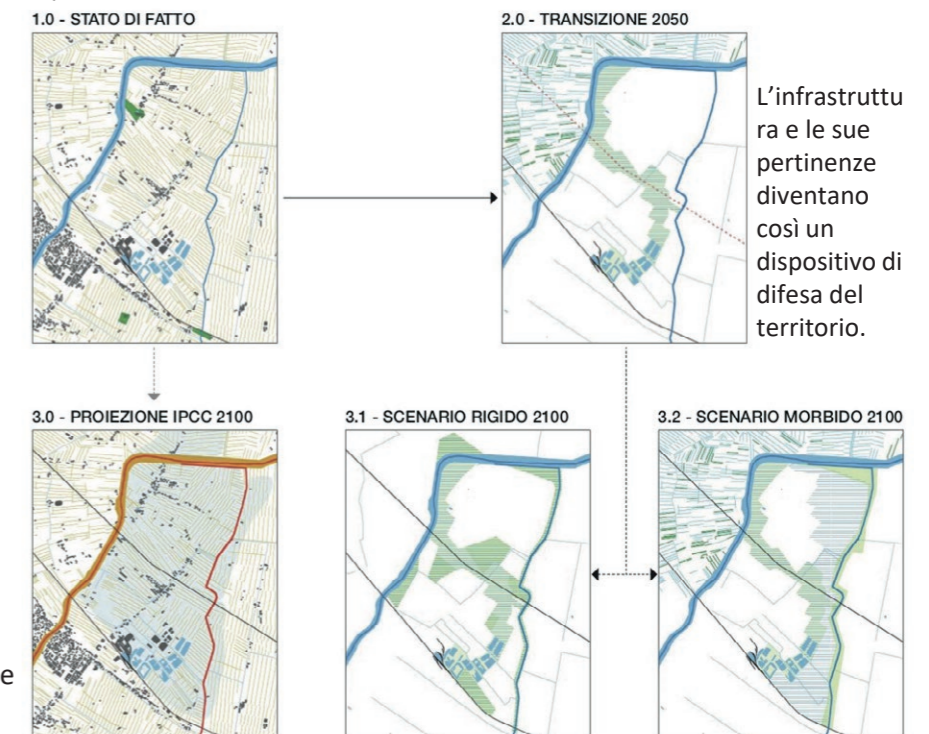 1.0 - STATO DI FATTO
2.0 - TRANSIZIONE 2050
L’infrastruttu
ra e le sue
pertinenze
diventano
così un
dispositivo di
difesa del
territorio.
3.0 - PROIEZIONE IPCC 2100
3.1 - SCENARIO RIGIDO 2100
3.2 - SCENARIO MORBIDO 2100
e